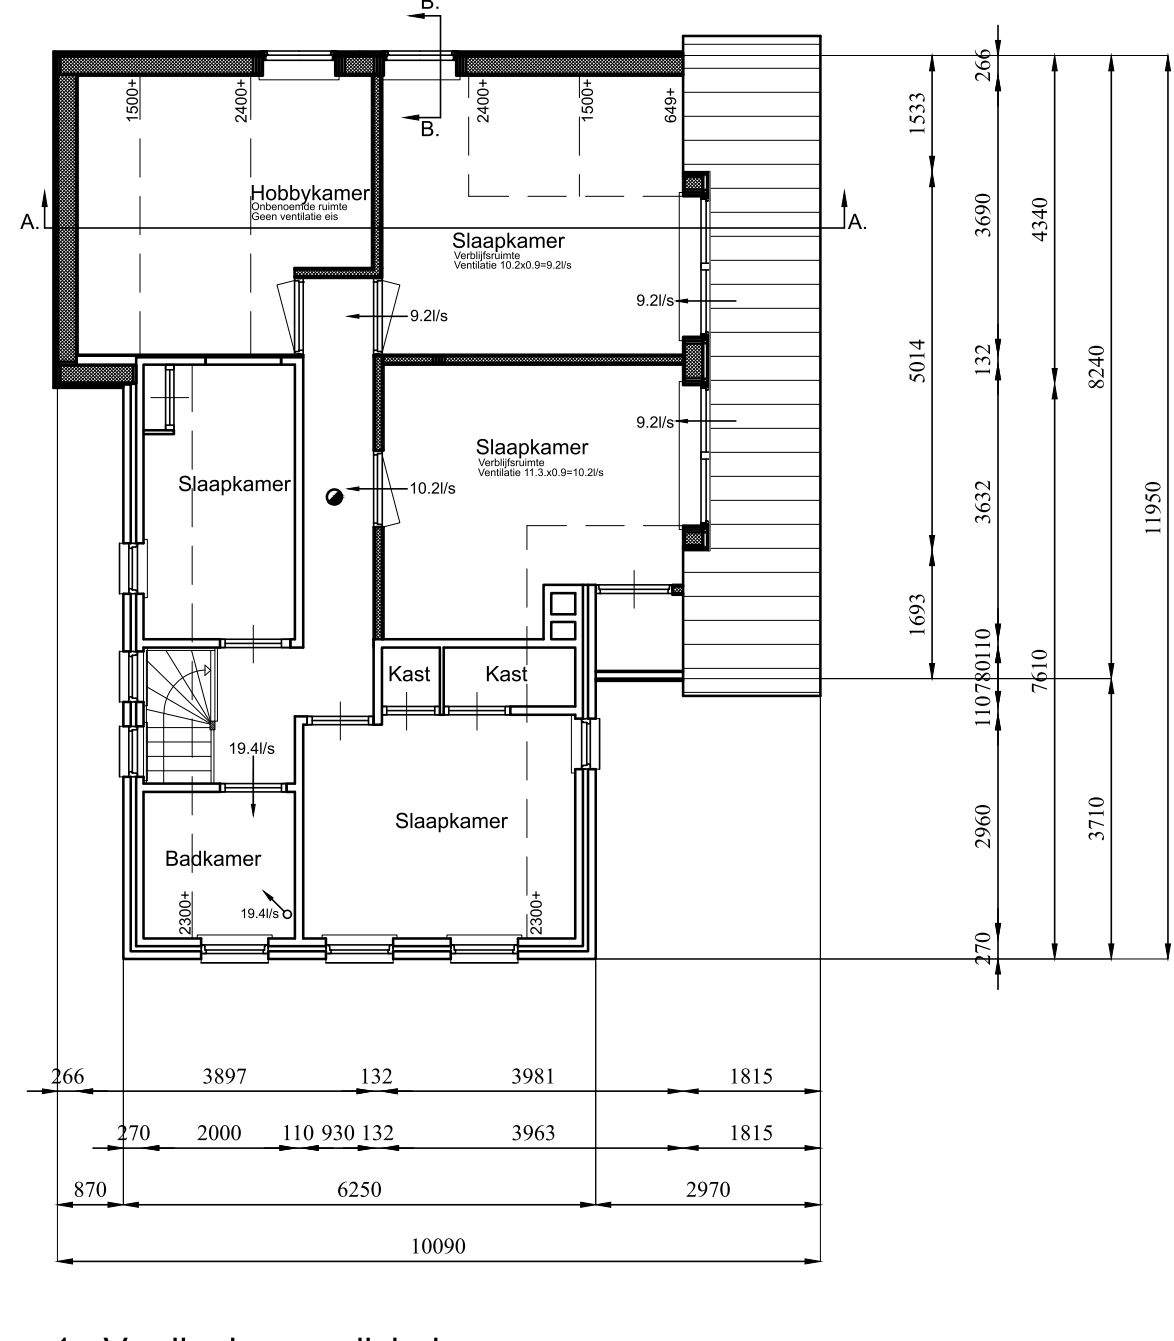 B.
1500+
2400+
2400+
1500+
649+
B.
Hobbykamer
Onbenoemde ruimte
Geen ventilatie eis
A.
A.
Slaapkamer
Verblijfsruimte
Ventilatie 10.2x0.9=9.2l/s
9.2l/s
9.2l/s
9.2l/s
Slaapkamer
Verblijfsruimte
Ventilatie 11.3.x0.9=10.2l/s
Slaapkamer
10.2l/s
Kast
Kast
19.4l/s
Slaapkamer
Badkamer
19.4l/s
2300+
2300+
1533
5014
1693
266
3690
132
3632
110
780
110
2960
270
4340
7610
8240
3710
11950
266 3897 132 3981 1815
270 2000 110 930 132 3963 1815
870 6250 2970
10090